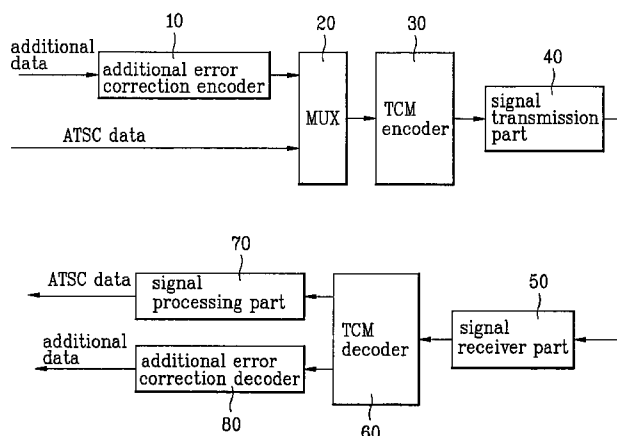 10
20
30
40
additional
data
additional error
correction encoder
MUX
TCM
encoder
signal
transmission
part
ATSC data
70
50
ATSC data
signal
processing part
TCM
decoder
signal
receiver part
additional
data
additional error
correction decoder
80
60